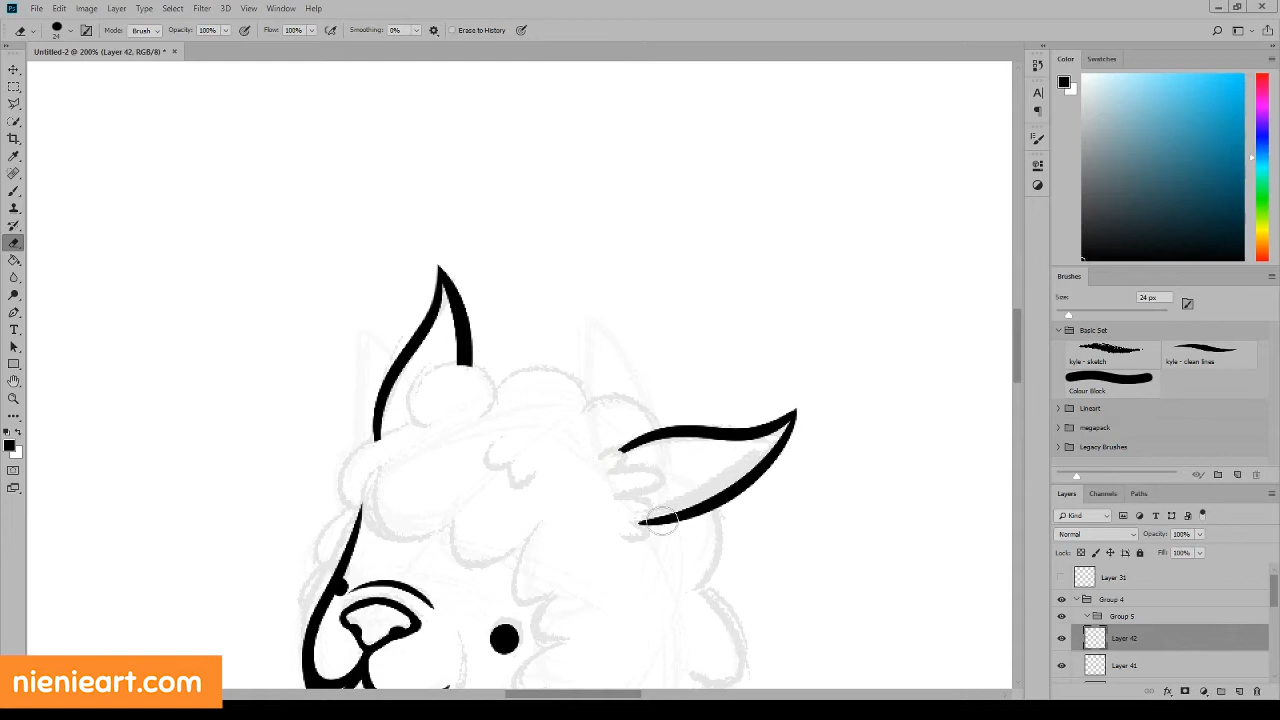 Ps File Edit Image Layer Type Select Filter 3D View Window Help
24 Mode: Brush Opacity: 100% Flow: 100% Smoothing: 0% Erase to History
Untitled-2 @ 200% (Layer 42, RGB/8) *
Color Swatches
Brushes
Size: 24 px
Basic Set
kyle - sketch kyle - clean lines
Colour Block
Lineart
megapack
Legacy Brushes
Layers Channels Paths
Kind
Normal Opacity: 100%
Lock: Fill: 100%
Layer 31
Group 4
Group 5
Layer 42
Layer 41
nienieart.com